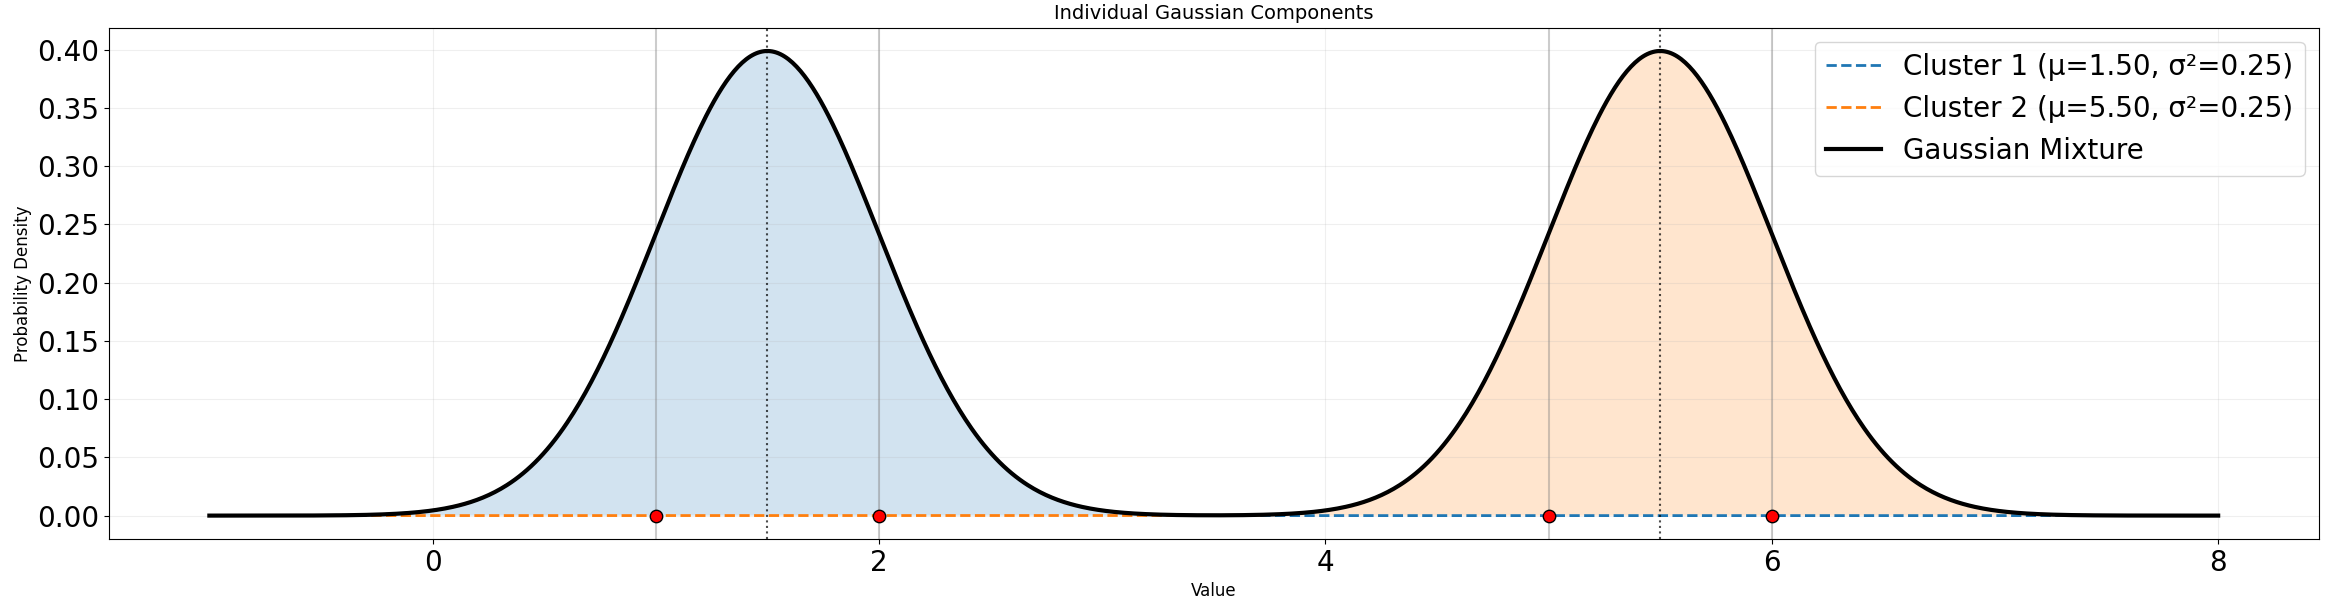 Individual Gaussian Components
Cluster 1 (μ=1.50, σ²=0.25)
Cluster 2 (μ=5.50, σ²=0.25)
Gaussian Mixture
Probability Density
0.40
0.35
0.30
0.25
0.20
0.15
0.10
0.05
0.00
0 2 4 6 8
Value